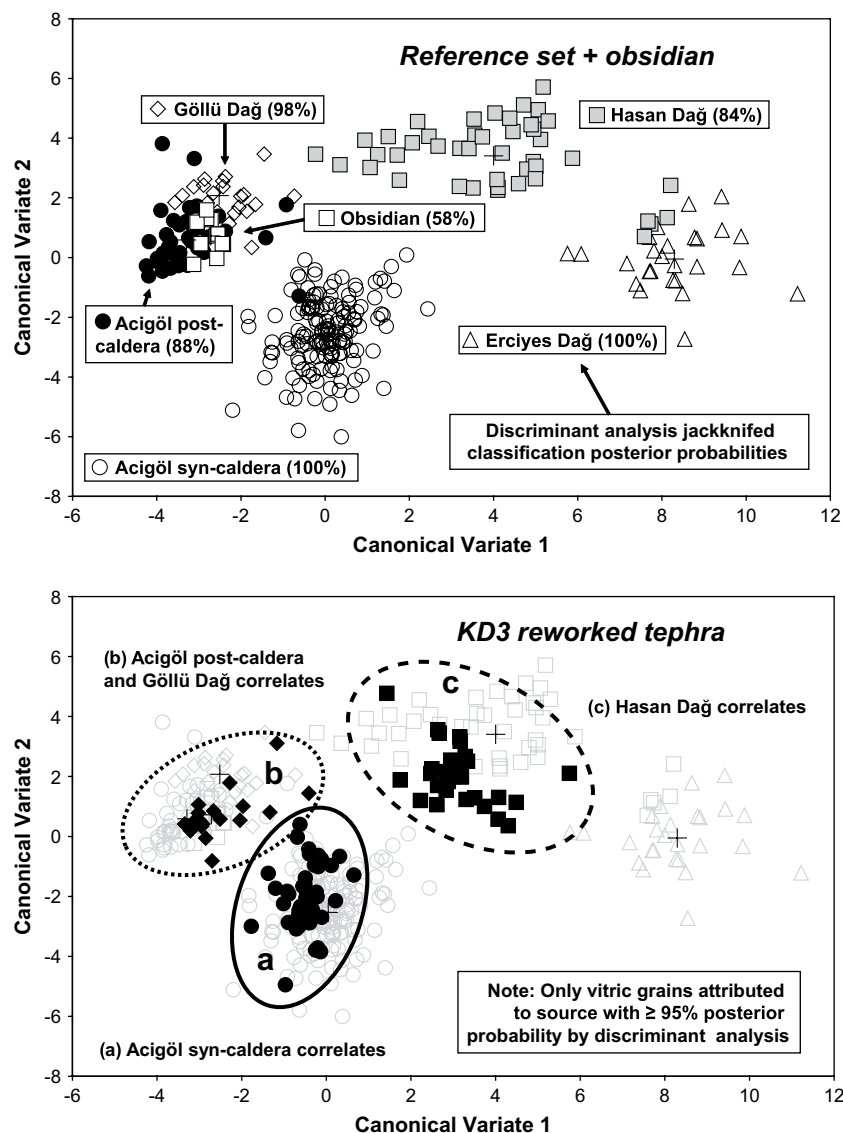 Reference set + obsidian
Göllü Dağ (98%)
Hasan Dağ (84%)
Obsidian (58%)
Acigöl post-
caldera (88%)
Erciyes Dağ (100%)
Discriminant analysis jackknifed
classification posterior probabilities
Acigöl syn-caldera (100%)
Canonical Variate 2
8
6
4
2
0
-2
-4
-6
-8
-6
-4
-2
0
2
4
6
8
10
12
Canonical Variate 1
KD3 reworked tephra
(b) Acigöl post-caldera
and Göllü Dağ correlates
c
(c) Hasan Dağ correlates
b
a
Note: Only vitric grains attributed
to source with ≥ 95% posterior
probability by discriminant analysis
(a) Acigöl syn-caldera correlates
Canonical Variate 2
8
6
4
2
0
-2
-4
-6
-8
-6
-4
-2
0
2
4
6
8
10
12
Canonical Variate 1